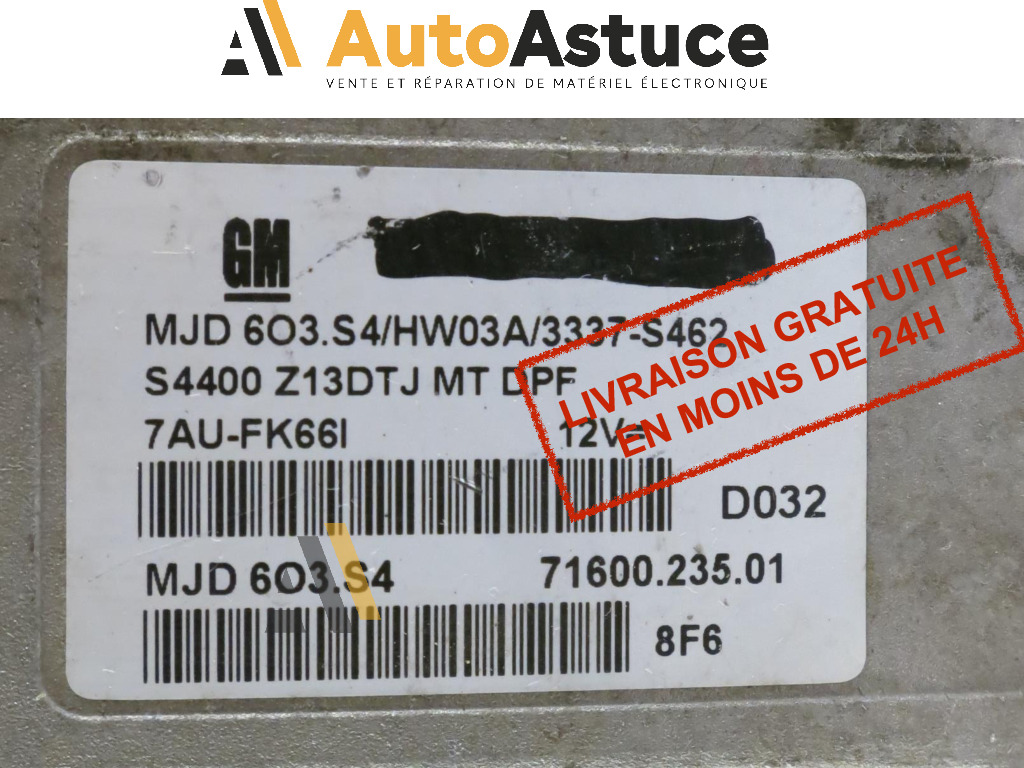 AutoAstuce
VENTE ET RÉPARATION DE MATÉRIEL ÉLECTRONIQUE
GM
MJD 6O3.S4/HW03A/3337-S462
S4400 Z13DTJ MT DPF
7AU-FK66I 12V=
LIVRAISON GRATUITE
EN MOINS DE 24H
D032
MJD 6O3.S4 71600.235.01
8F6